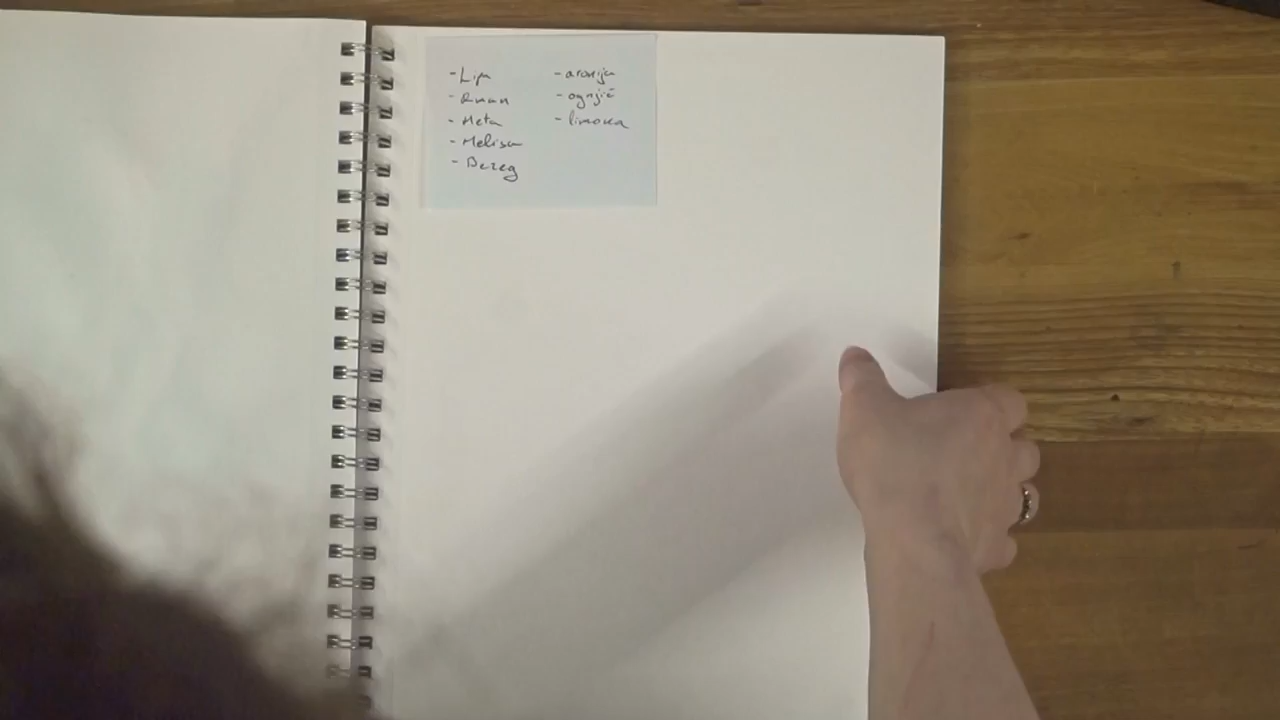 - Lipa
- Rman
- Meta
- Melisa
- Bezeg
- aronija
- ognjič
- limona